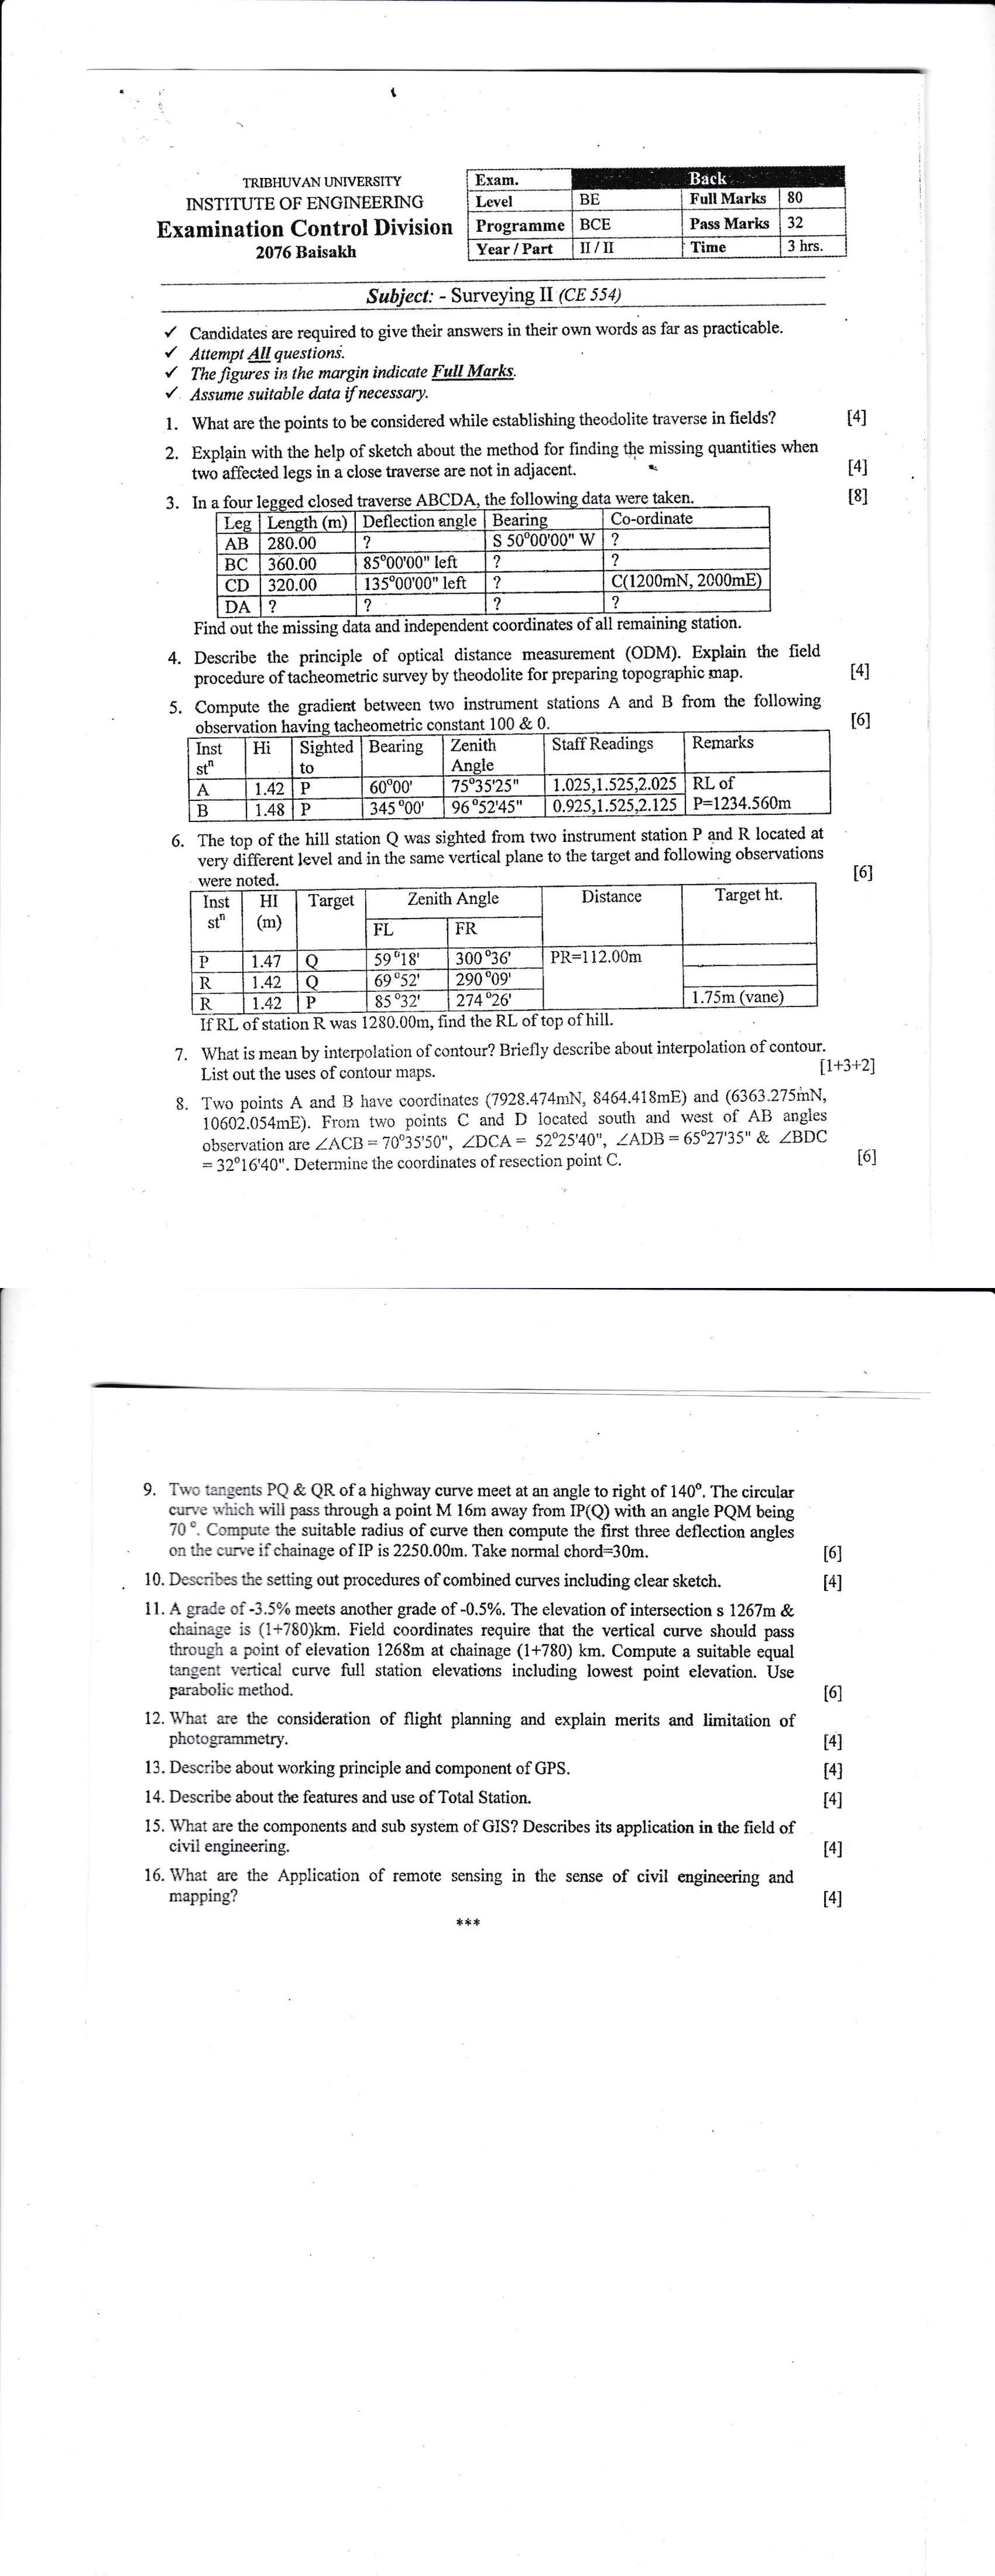 TRIBHUVAN UNIVERSITY
INSTITUTE OF ENGINEERING
Examination Control Division
2076 Baisakh
Exam. Back
Level BE Full Marks 80
Programme BCE Pass Marks 32
Year / Part II / II Time 3 hrs.
Subject: - Surveying II (CE 554)
✓ Candidates are required to give their answers in their own words as far as practicable.
✓ Attempt All questions.
✓ The figures in the margin indicate Full Marks.
✓ Assume suitable data if necessary.
1. What are the points to be considered while establishing theodolite traverse in fields? [4]
2. Explain with the help of sketch about the method for finding the missing quantities when
two affected legs in a close traverse are not in adjacent. [4]
3. In a four legged closed traverse ABCDA, the following data were taken. [8]
Leg Length (m) Deflection angle Bearing Co-ordinate
AB 280.00 ? S 50°00'00" W ?
BC 360.00 85°00'00" left ? ?
CD 320.00 135°00'00" left ? C(1200mN, 2000mE)
DA ? ? ? ?
Find out the missing data and independent coordinates of all remaining station.
4. Describe the principle of optical distance measurement (ODM). Explain the field
procedure of tacheometric survey by theodolite for preparing topographic map. [4]
5. Compute the gradient between two instrument stations A and B from the following
observation having tacheometric constant 100 & 0. [6]
Inst Hi Sighted Bearing Zenith Staff Readings Remarks
stn to Angle
A 1.42 P 60°00' 75°35'25" 1.025,1.525,2.025 RL of
B 1.48 P 345°00' 96°52'45" 0.925,1.525,2.125 P=1234.560m
6. The top of the hill station Q was sighted from two instrument station P and R located at
very different level and in the same vertical plane to the target and following observations
were noted. [6]
Inst HI Target Zenith Angle Distance Target ht.
stn (m) FL FR
P 1.47 Q 59°18' 300°36' PR=112.00m
R 1.42 Q 69°52' 290°09'
R 1.42 P 85°32' 274°26' 1.75m (vane)
If RL of station R was 1280.00m, find the RL of top of hill.
7. What is mean by interpolation of contour? Briefly describe about interpolation of contour.
List out the uses of contour maps. [1+3+2]
8. Two points A and B have coordinates (7928.474mN, 8464.418mE) and (6363.275mN,
10602.054mE). From two points C and D located south and west of AB angles
observation are ∠ACB = 70°35'50", ∠DCA = 52°25'40", ∠ADB = 65°27'35" & ∠BDC
= 32°16'40". Determine the coordinates of resection point C. [6]
9. Two tangents PQ & QR of a highway curve meet at an angle to right of 140°. The circular
curve which will pass through a point M 16m away from IP(Q) with an angle PQM being
70°. Compute the suitable radius of curve then compute the first three deflection angles
on the curve if chainage of IP is 2250.00m. Take normal chord=30m. [6]
10. Describes the setting out procedures of combined curves including clear sketch. [4]
11. A grade of -3.5% meets another grade of -0.5%. The elevation of intersection s 1267m &
chainage is (1+780)km. Field coordinates require that the vertical curve should pass
through a point of elevation 1268m at chainage (1+780) km. Compute a suitable equal
tangent vertical curve full station elevations including lowest point elevation. Use
parabolic method. [6]
12. What are the consideration of flight planning and explain merits and limitation of
photogrammetry. [4]
13. Describe about working principle and component of GPS. [4]
14. Describe about the features and use of Total Station. [4]
15. What are the components and sub system of GIS? Describes its application in the field of
civil engineering. [4]
16. What are the Application of remote sensing in the sense of civil engineering and
mapping? [4]
***